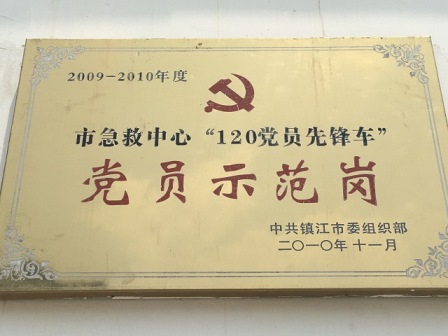 2009-2010年度
市急救中心“120党员先锋车”
党员示范岗
中共镇江市委组织部
二〇一〇年十一月